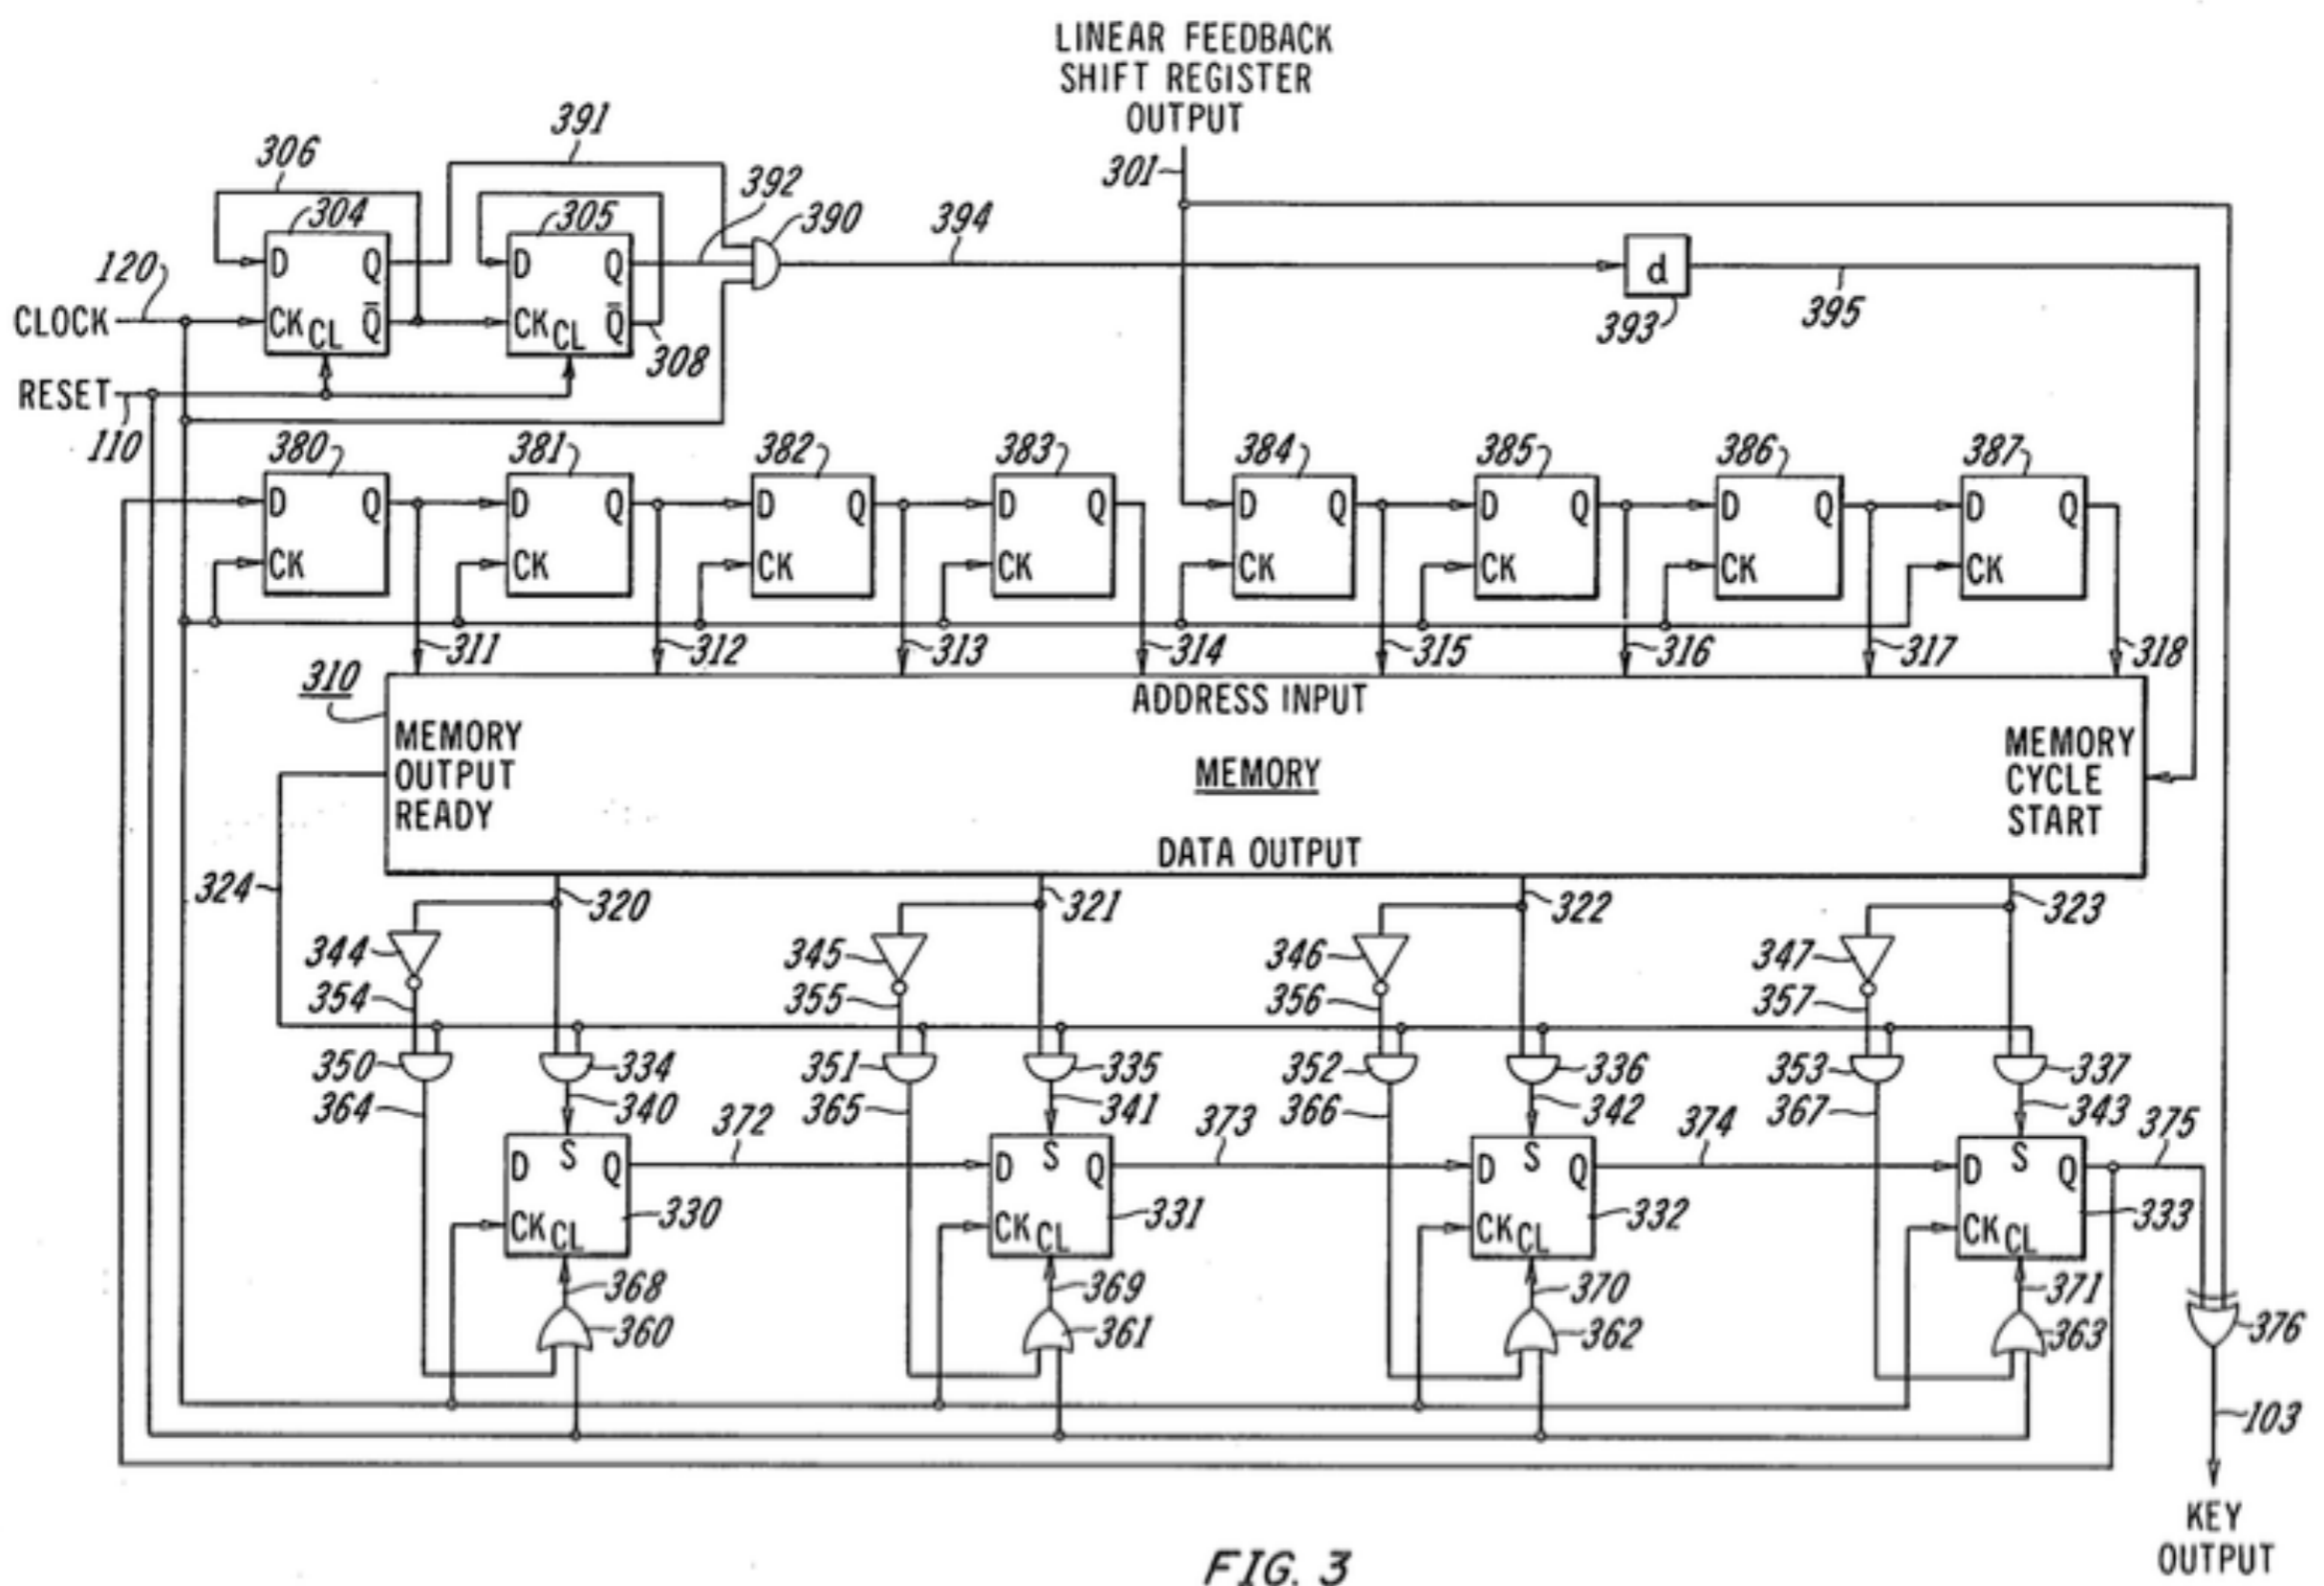 LINEAR FEEDBACK
SHIFT REGISTER
OUTPUT
391
306
392
301
304
305
390
394
D Q
D Q
d
120
CLOCK
CK CL Q̅
CK CL Q̅
395
393
308
RESET
110
380
381
382
383
384
385
386
387
D Q
D Q
D Q
D Q
D Q
D Q
D Q
D Q
CK
CK
CK
CK
CK
CK
CK
CK
311
312
313
314
315
316
317
318
310
ADDRESS INPUT
MEMORY
OUTPUT
READY
MEMORY
MEMORY
CYCLE
START
DATA OUTPUT
324
320
321
322
323
344
345
346
347
354
355
356
357
350
334
351
335
352
336
353
337
364
340
365
341
366
342
367
343
372
373
374
375
D S Q
D S Q
D S Q
D S Q
330
331
332
333
CK CL
CK CL
CK CL
CK CL
368
369
370
371
360
361
362
363
376
103
KEY
OUTPUT
FIG. 3